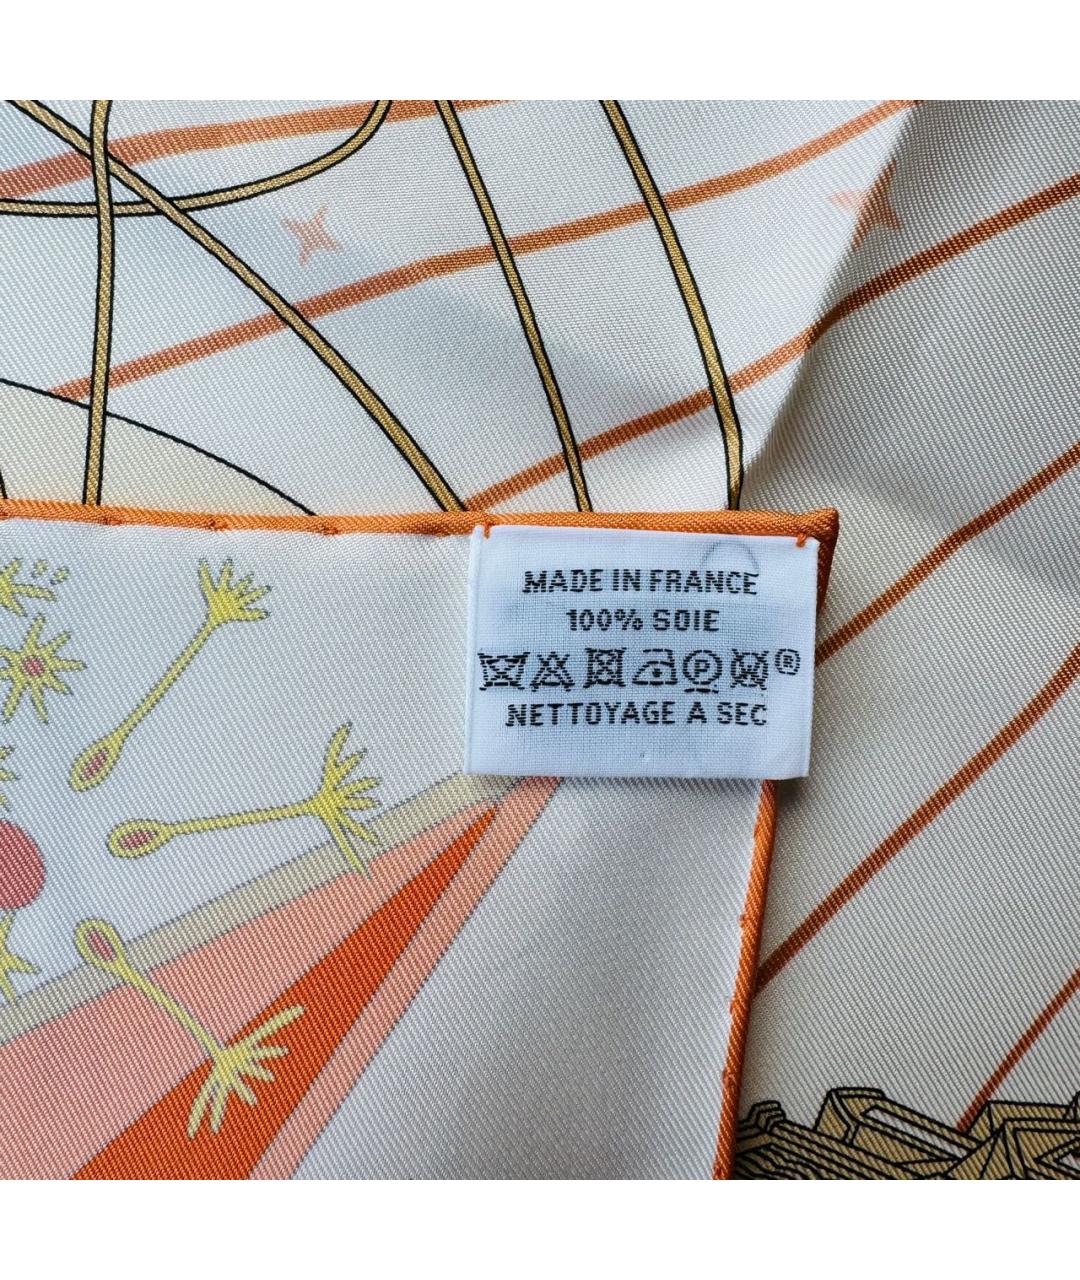 MADE IN FRANCE
100% SOIE
P ®
NETTOYAGE A SEC